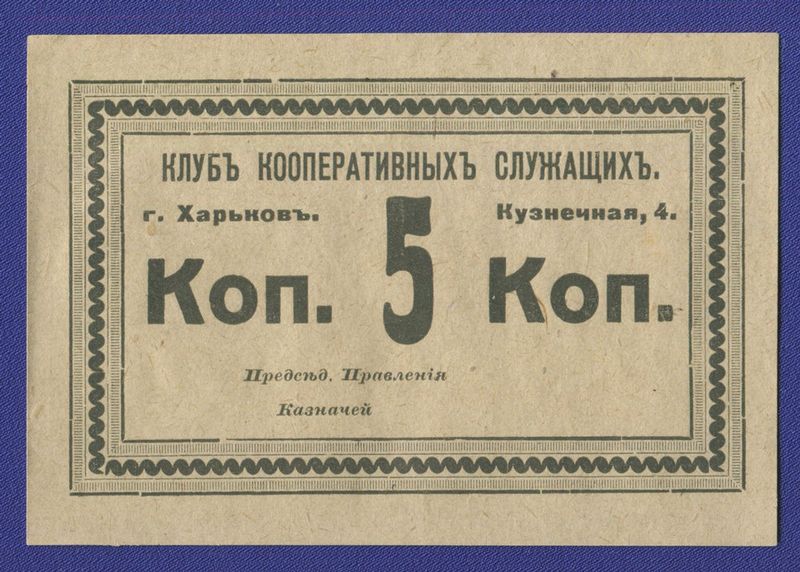 КЛУБЪ КООПЕРАТИВНЫХЪ СЛУЖАЩИХЪ.
г. Харьковъ. Кузнечная, 4.
Коп. 5 Коп.
Предсѣд. Правленія
Казначей